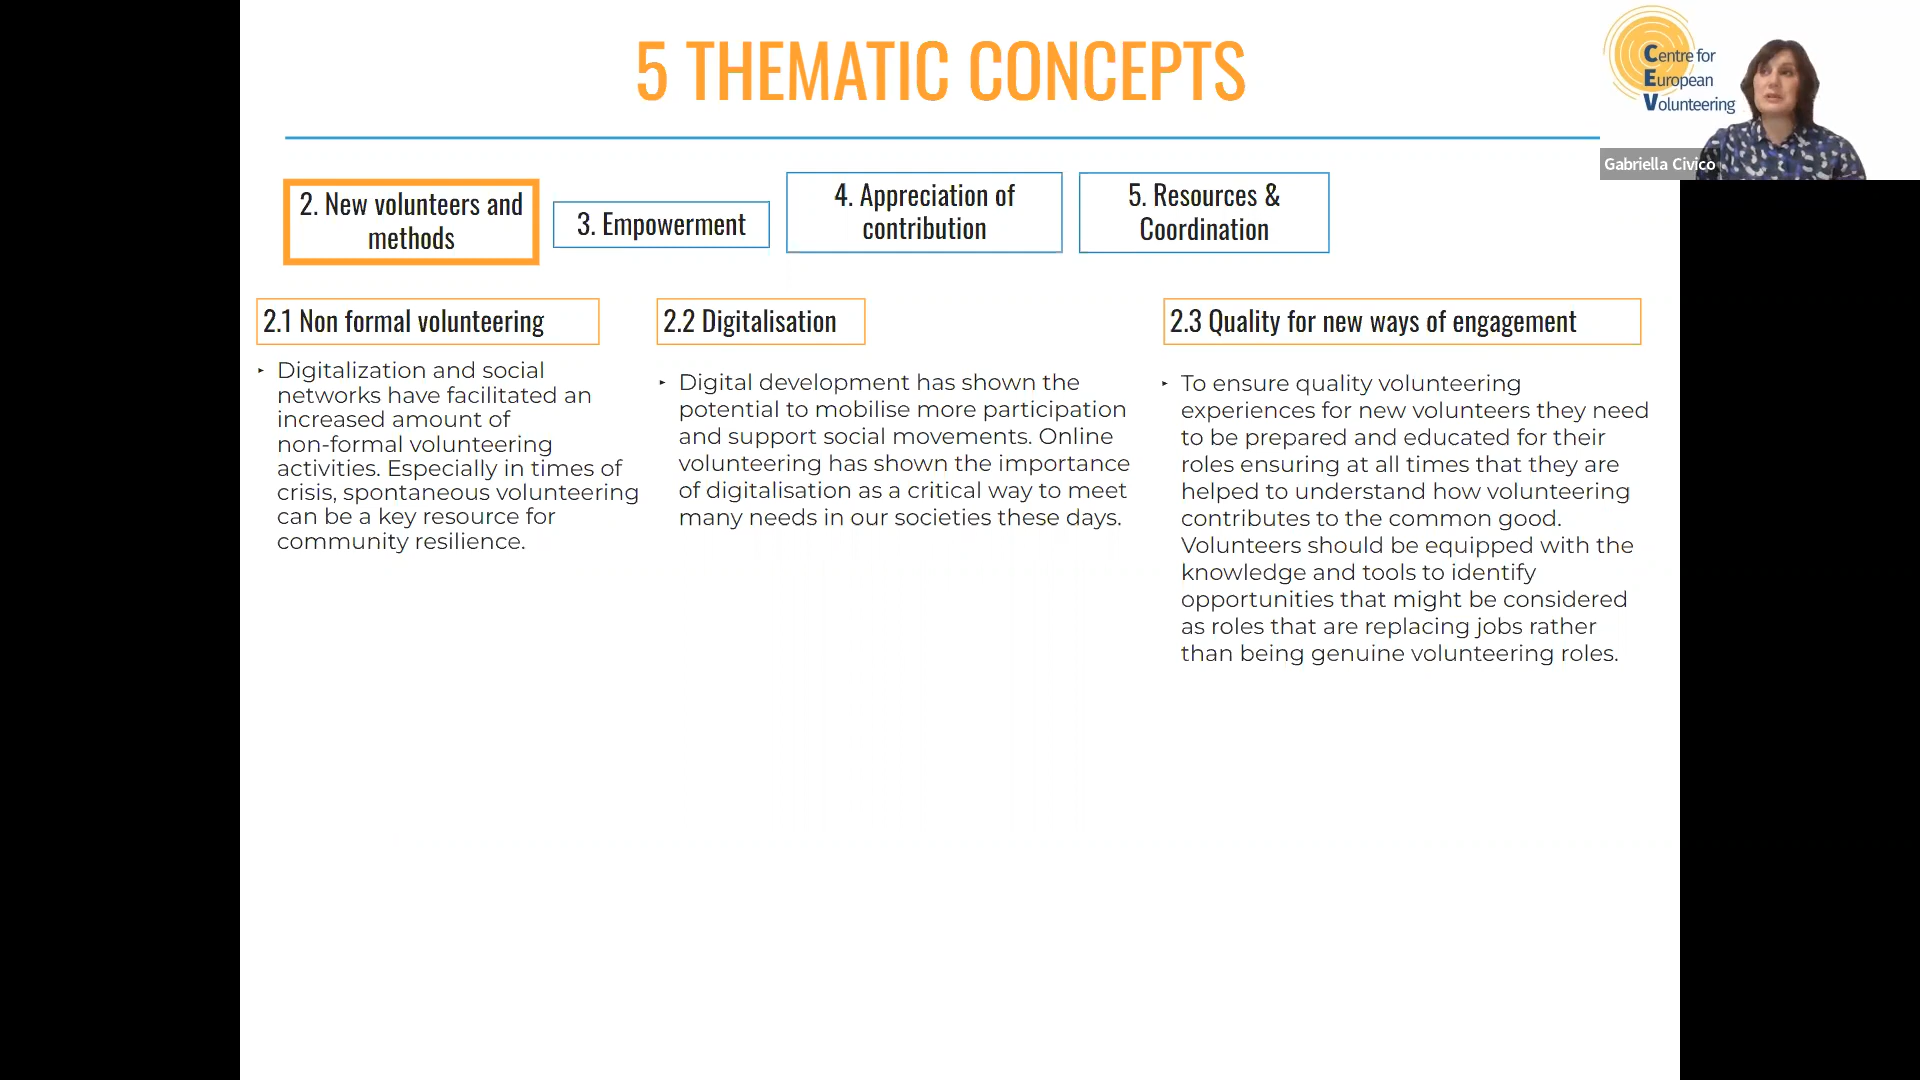 5 THEMATIC CONCEPTS
Centre for
European
Volunteering
Gabriella Civico
2. New volunteers and
methods
3. Empowerment
4. Appreciation of
contribution
5. Resources &
Coordination
2.1 Non formal volunteering
‣ Digitalization and social
networks have facilitated an
increased amount of
non-formal volunteering
activities. Especially in times of
crisis, spontaneous volunteering
can be a key resource for
community resilience.
2.2 Digitalisation
‣ Digital development has shown the
potential to mobilise more participation
and support social movements. Online
volunteering has shown the importance
of digitalisation as a critical way to meet
many needs in our societies these days.
2.3 Quality for new ways of engagement
‣ To ensure quality volunteering
experiences for new volunteers they need
to be prepared and educated for their
roles ensuring at all times that they are
helped to understand how volunteering
contributes to the common good.
Volunteers should be equipped with the
knowledge and tools to identify
opportunities that might be considered
as roles that are replacing jobs rather
than being genuine volunteering roles.